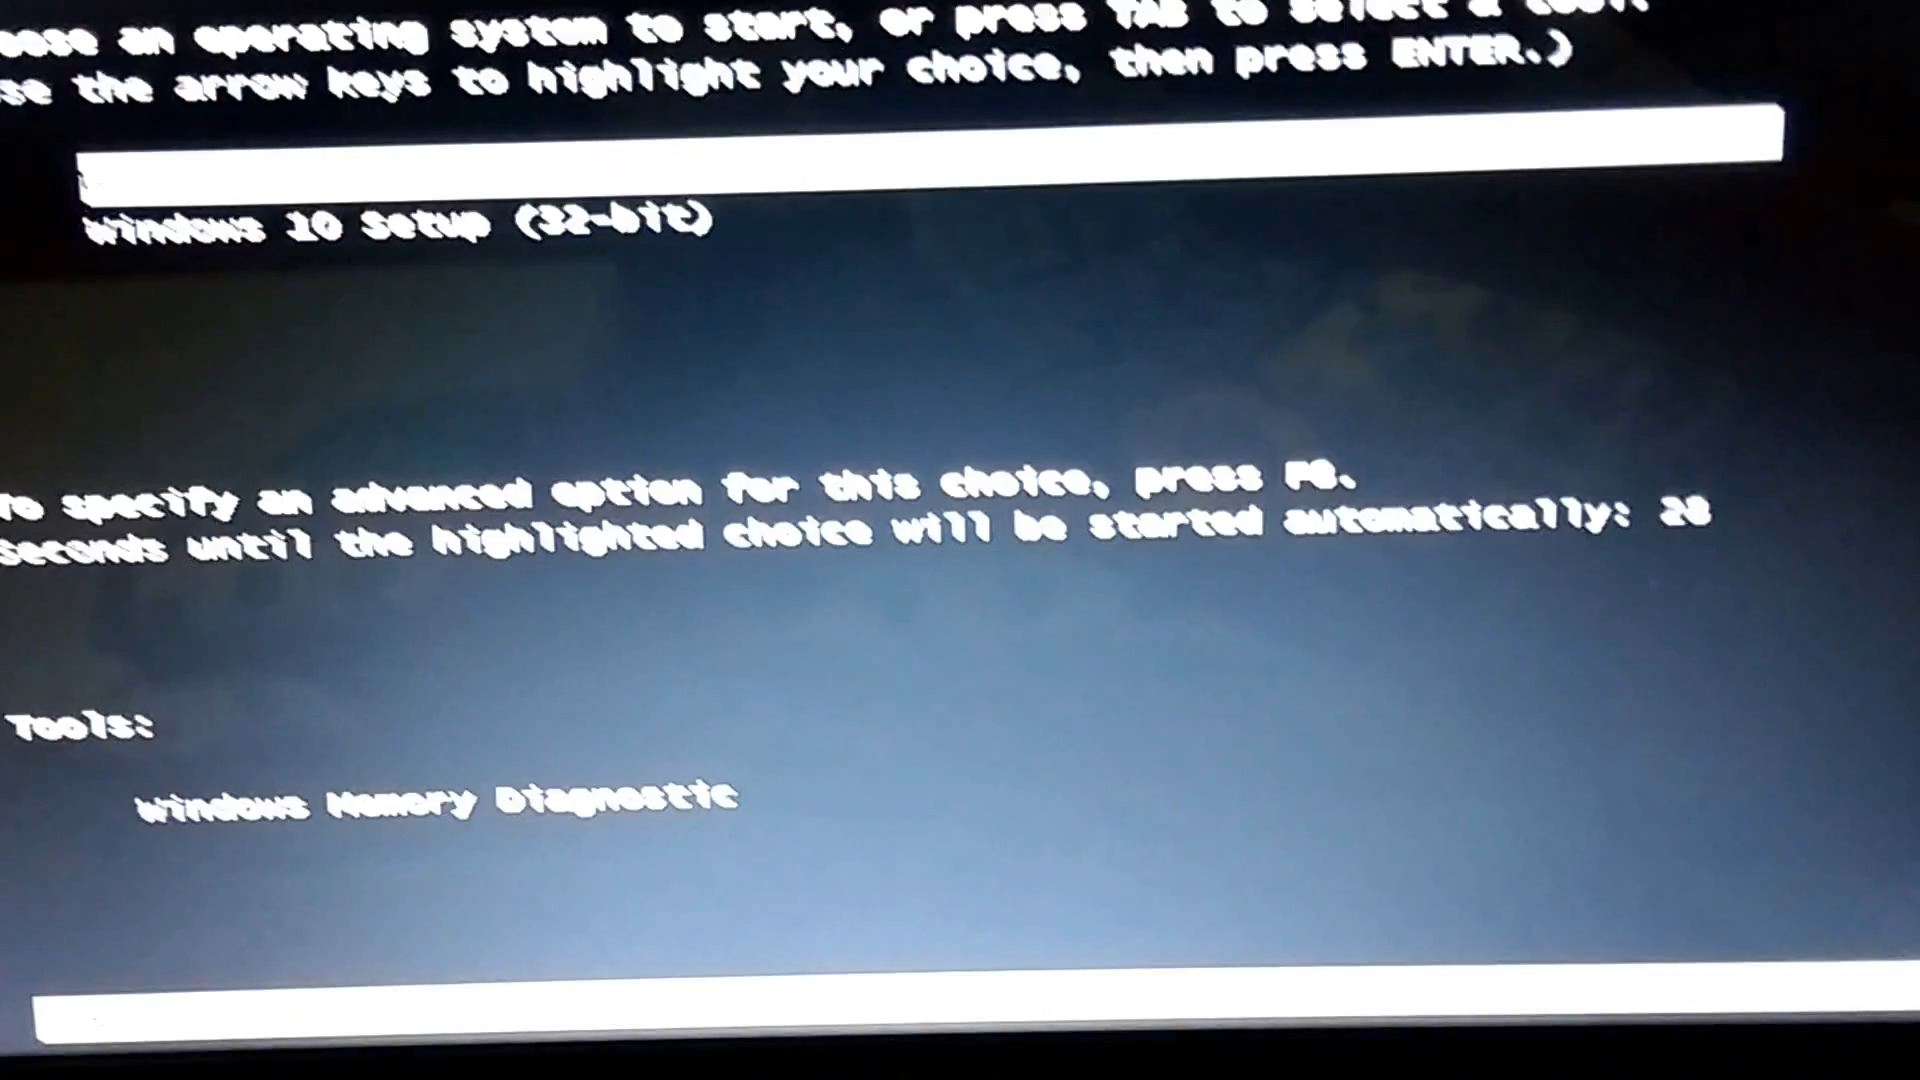 an operating system to start, or press TAB to select a tool.
the arrow keys to highlight your choice, then press ENTER.)
Windows 10 Setup (32-bit)
To specify an advanced option for this choice, press F8.
Seconds until the highlighted choice will be started automatically: 28
Tools:
Windows Memory Diagnostic